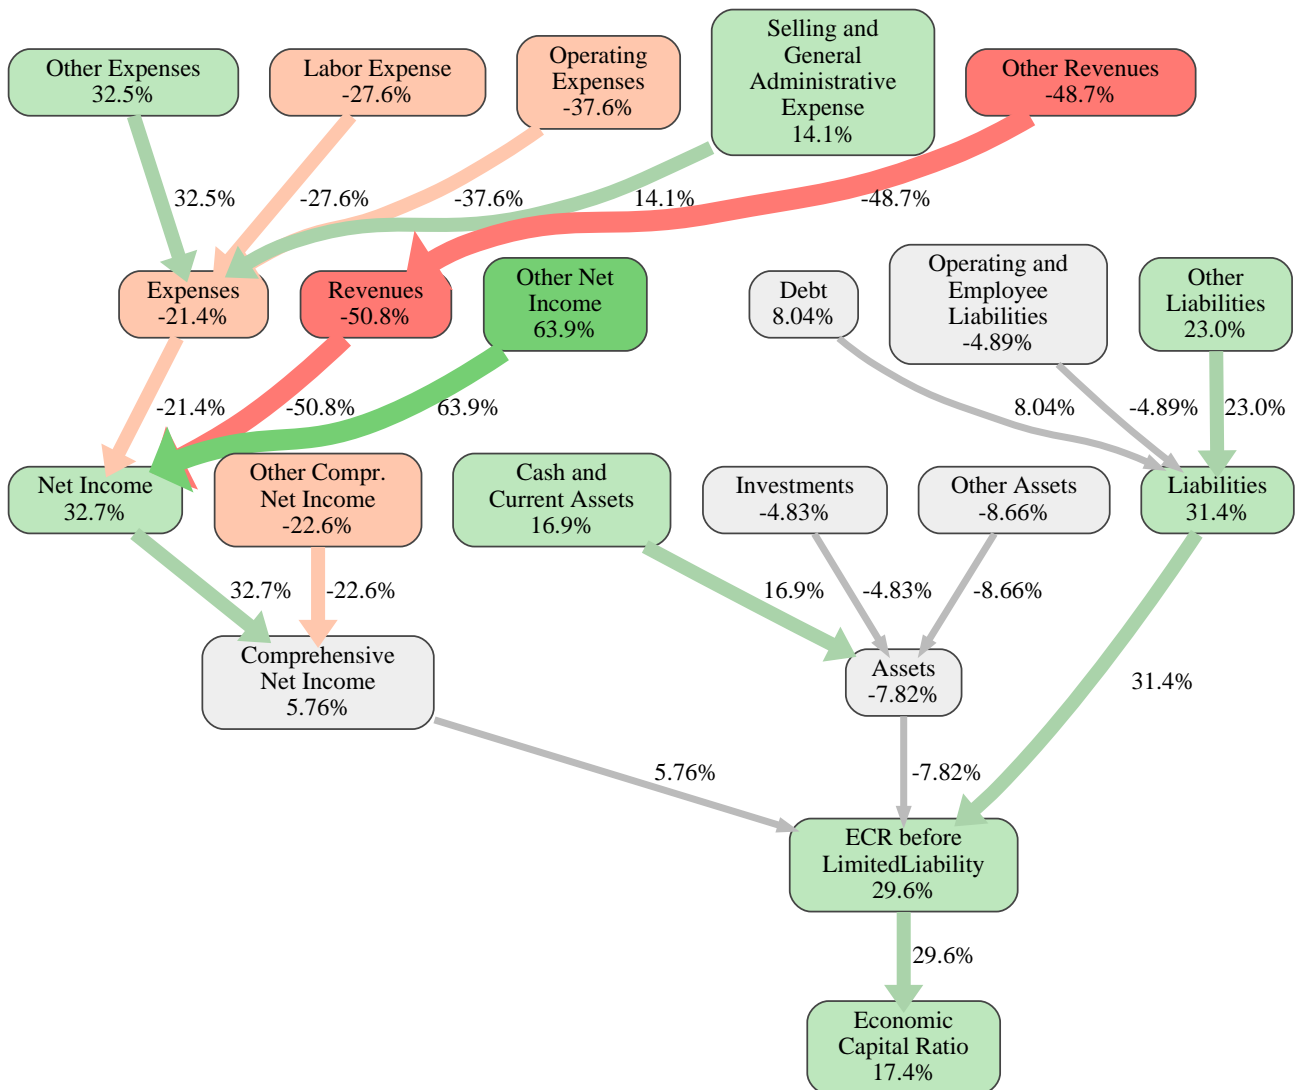 Other Expenses
32.5%
Labor Expense
-27.6%
Operating
Expenses
-37.6%
Selling and
General
Administrative
Expense
14.1%
Other Revenues
-48.7%
32.5%
-27.6%
-37.6%
14.1%
-48.7%
Expenses
-21.4%
Revenues
-50.8%
Other Net
Income
63.9%
Debt
8.04%
Operating and
Employee
Liabilities
-4.89%
Other
Liabilities
23.0%
-21.4%
-50.8%
63.9%
8.04%
-4.89%
23.0%
Net Income
32.7%
Other Compr.
Net Income
-22.6%
Cash and
Current Assets
16.9%
Investments
-4.83%
Other Assets
-8.66%
Liabilities
31.4%
32.7%
-22.6%
16.9%
-4.83%
-8.66%
Comprehensive
Net Income
5.76%
Assets
-7.82%
31.4%
5.76%
-7.82%
ECR before
LimitedLiability
29.6%
29.6%
Economic
Capital Ratio
17.4%